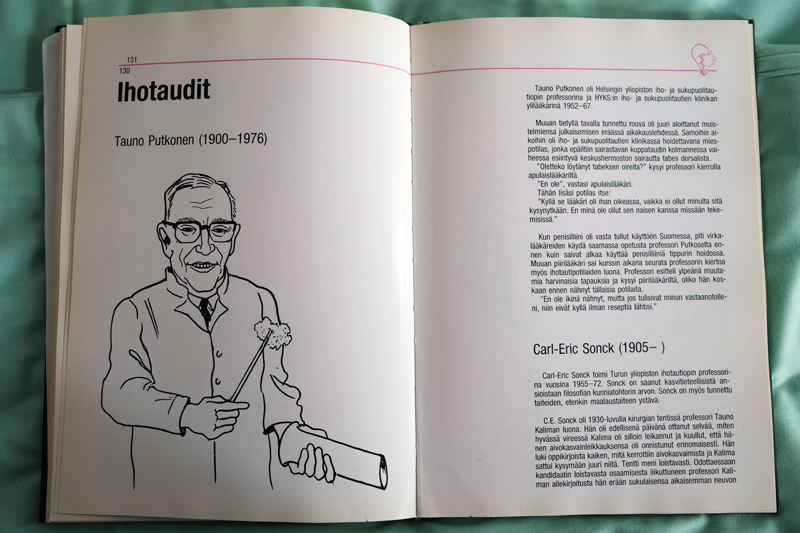 131
130
Ihotaudit
Tauno Putkonen (1900–1976)
Tauno Putkonen oli Helsingin yliopiston iho- ja sukupuolitau-
tiopin professorina ja HYKS:in iho- ja sukupuolitautien klinikan
ylilääkärinä 1952–67.
Muuan tietyllä tavalla tunnettu rouva oli juuri aloittanut muis-
telmiensa julkaisemisen eräässä aikakauslehdessä. Samoihin ai-
koihin oli iho- ja sukupuolitautien klinikassa hoidettavana mies-
potilas, jonka epäiltiin sairastavan kuppataudin kolmannessa vai-
heessa esiintyvä keskushermoston sairautta tabes dorsalista.
"Oletteko löytänyt tabeksen oireita?" kysyi professori kierrolla
apulaislääkäriltä.
"En ole", vastasi apulaislääkäri.
Tähän lisäsi potilas itse:
"Kyllä se lääkäri oli ihan oikeassa, vaikka ei ollut minulta sitä
kysynytkään. En minä ole ollut sen naisen kanssa missään teke-
misissä."
Kun penisilliini oli vasta tullut käyttöön Suomessa, piti virka-
lääkäreiden käydä saamassa opetusta professori Putkoselta en-
nen kuin saivat alkaa käyttää penisilliiniä tippurin hoidossa.
Muuan piirilääkäri sai kurssin aikana seurata professorin kiertoa
myös ihotautipotilaiden luona. Professori esitteli ylpeänä muuta-
mia harvinaisia tapauksia ja kysyi piirilääkäriltä, oliko hän kos-
kaan ennen nähnyt tällaisia potilaita.
"En ole ikinä nähnyt, mutta jos tulisivat minun vastaanotolle-
ni, niin eivät kyllä ilman reseptiä lähtisi."
Carl-Eric Sonck (1905– )
Carl-Eric Sonck toimi Turun yliopiston ihotautiopin professori-
na vuosina 1955–72. Sonck on saanut kasvitieteellisistä an-
sioistaan filosofian kunniatohtorin arvon. Sonck on myös tunnettu
taiteiden, etenkin maalaustaiteen ystävä.
C.E. Sonck oli 1930-luvulla kirurgian tentissä professori Tauno
Kaliman luona. Hän oli edellisenä päivänä ottanut selvää, miten
hyvässä vireessä Kalima oli silloin leikannut ja kuullut, että hä-
nen aivokasvainleikkauksensa oli onnistunut erinomaisesti. Hän
luki oppikirjoista kaiken, mitä kerrottiin aivokasvaimista ja Kalima
sattui kysymään juuri niitä. Tentti meni loistavasti. Odottaessaan
kandidaatin loistavasta osaamisesta liikuttuneen professori Kali-
man allekirjoitusta hän erään sukulaisensa aikaisemman neuvon